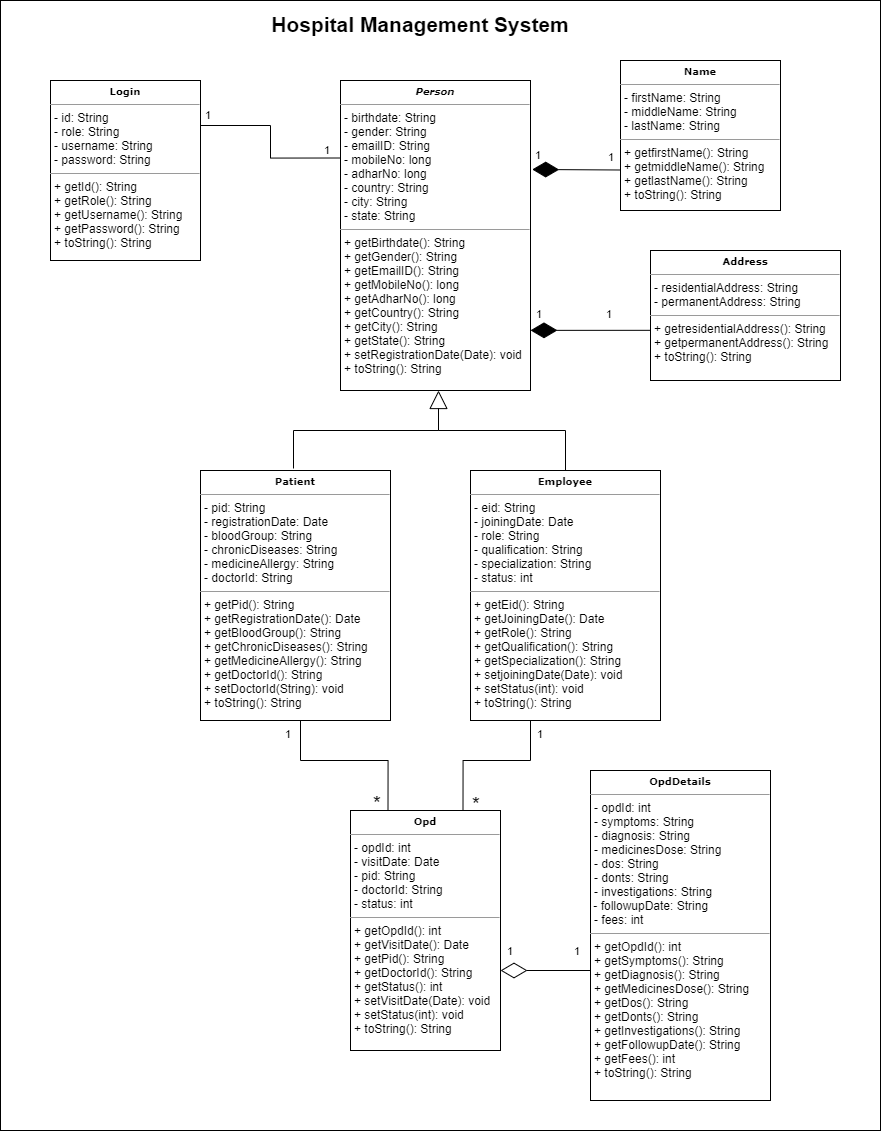 Hospital Management System
Login
- id: String
- role: String
- username: String
- password: String
+ getId(): String
+ getRole(): String
+ getUsername(): String
+ getPassword(): String
+ toString(): String
1
1
Person
- birthdate: String
- gender: String
- emailID: String
- mobileNo: long
- adharNo: long
- country: String
- city: String
- state: String
+ getBirthdate(): String
+ getGender(): String
+ getEmailID(): String
+ getMobileNo(): long
+ getAdharNo(): long
+ getCountry(): String
+ getCity(): String
+ getState(): String
+ setRegistrationDate(Date): void
+ toString(): String
1
1
Name
- firstName: String
- middleName: String
- lastName: String
+ getfirstName(): String
+ getmiddleName(): String
+ getlastName(): String
+ toString(): String
1
1
Address
- residentialAddress: String
- permanentAddress: String
+ getresidentialAddress(): String
+ getpermanentAddress(): String
+ toString(): String
Patient
- pid: String
- registrationDate: Date
- bloodGroup: String
- chronicDiseases: String
- medicineAllergy: String
- doctorId: String
+ getPid(): String
+ getRegistrationDate(): Date
+ getBloodGroup(): String
+ getChronicDiseases(): String
+ getMedicineAllergy(): String
+ getDoctorId(): String
+ setDoctorId(String): void
+ toString(): String
Employee
- eid: String
- joiningDate: Date
- role: String
- qualification: String
- specialization: String
- status: int
+ getEid(): String
+ getJoiningDate(): Date
+ getRole(): String
+ getQualification(): String
+ getSpecialization(): String
+ setjoiningDate(Date): void
+ setStatus(int): void
+ toString(): String
1
1
*
*
Opd
- opdId: int
- visitDate: Date
- pid: String
- doctorId: String
- status: int
+ getOpdId(): int
+ getVisitDate(): Date
+ getPid(): String
+ getDoctorId(): String
+ getStatus(): int
+ setVisitDate(Date): void
+ setStatus(int): void
+ toString(): String
1
1
OpdDetails
- opdId: int
- symptoms: String
- diagnosis: String
- medicinesDose: String
- dos: String
- donts: String
- investigations: String
- followupDate: String
- fees: int
+ getOpdId(): int
+ getSymptoms(): String
+ getDiagnosis(): String
+ getMedicinesDose(): String
+ getDos(): String
+ getDonts(): String
+ getInvestigations(): String
+ getFollowupDate(): String
+ getFees(): int
+ toString(): String